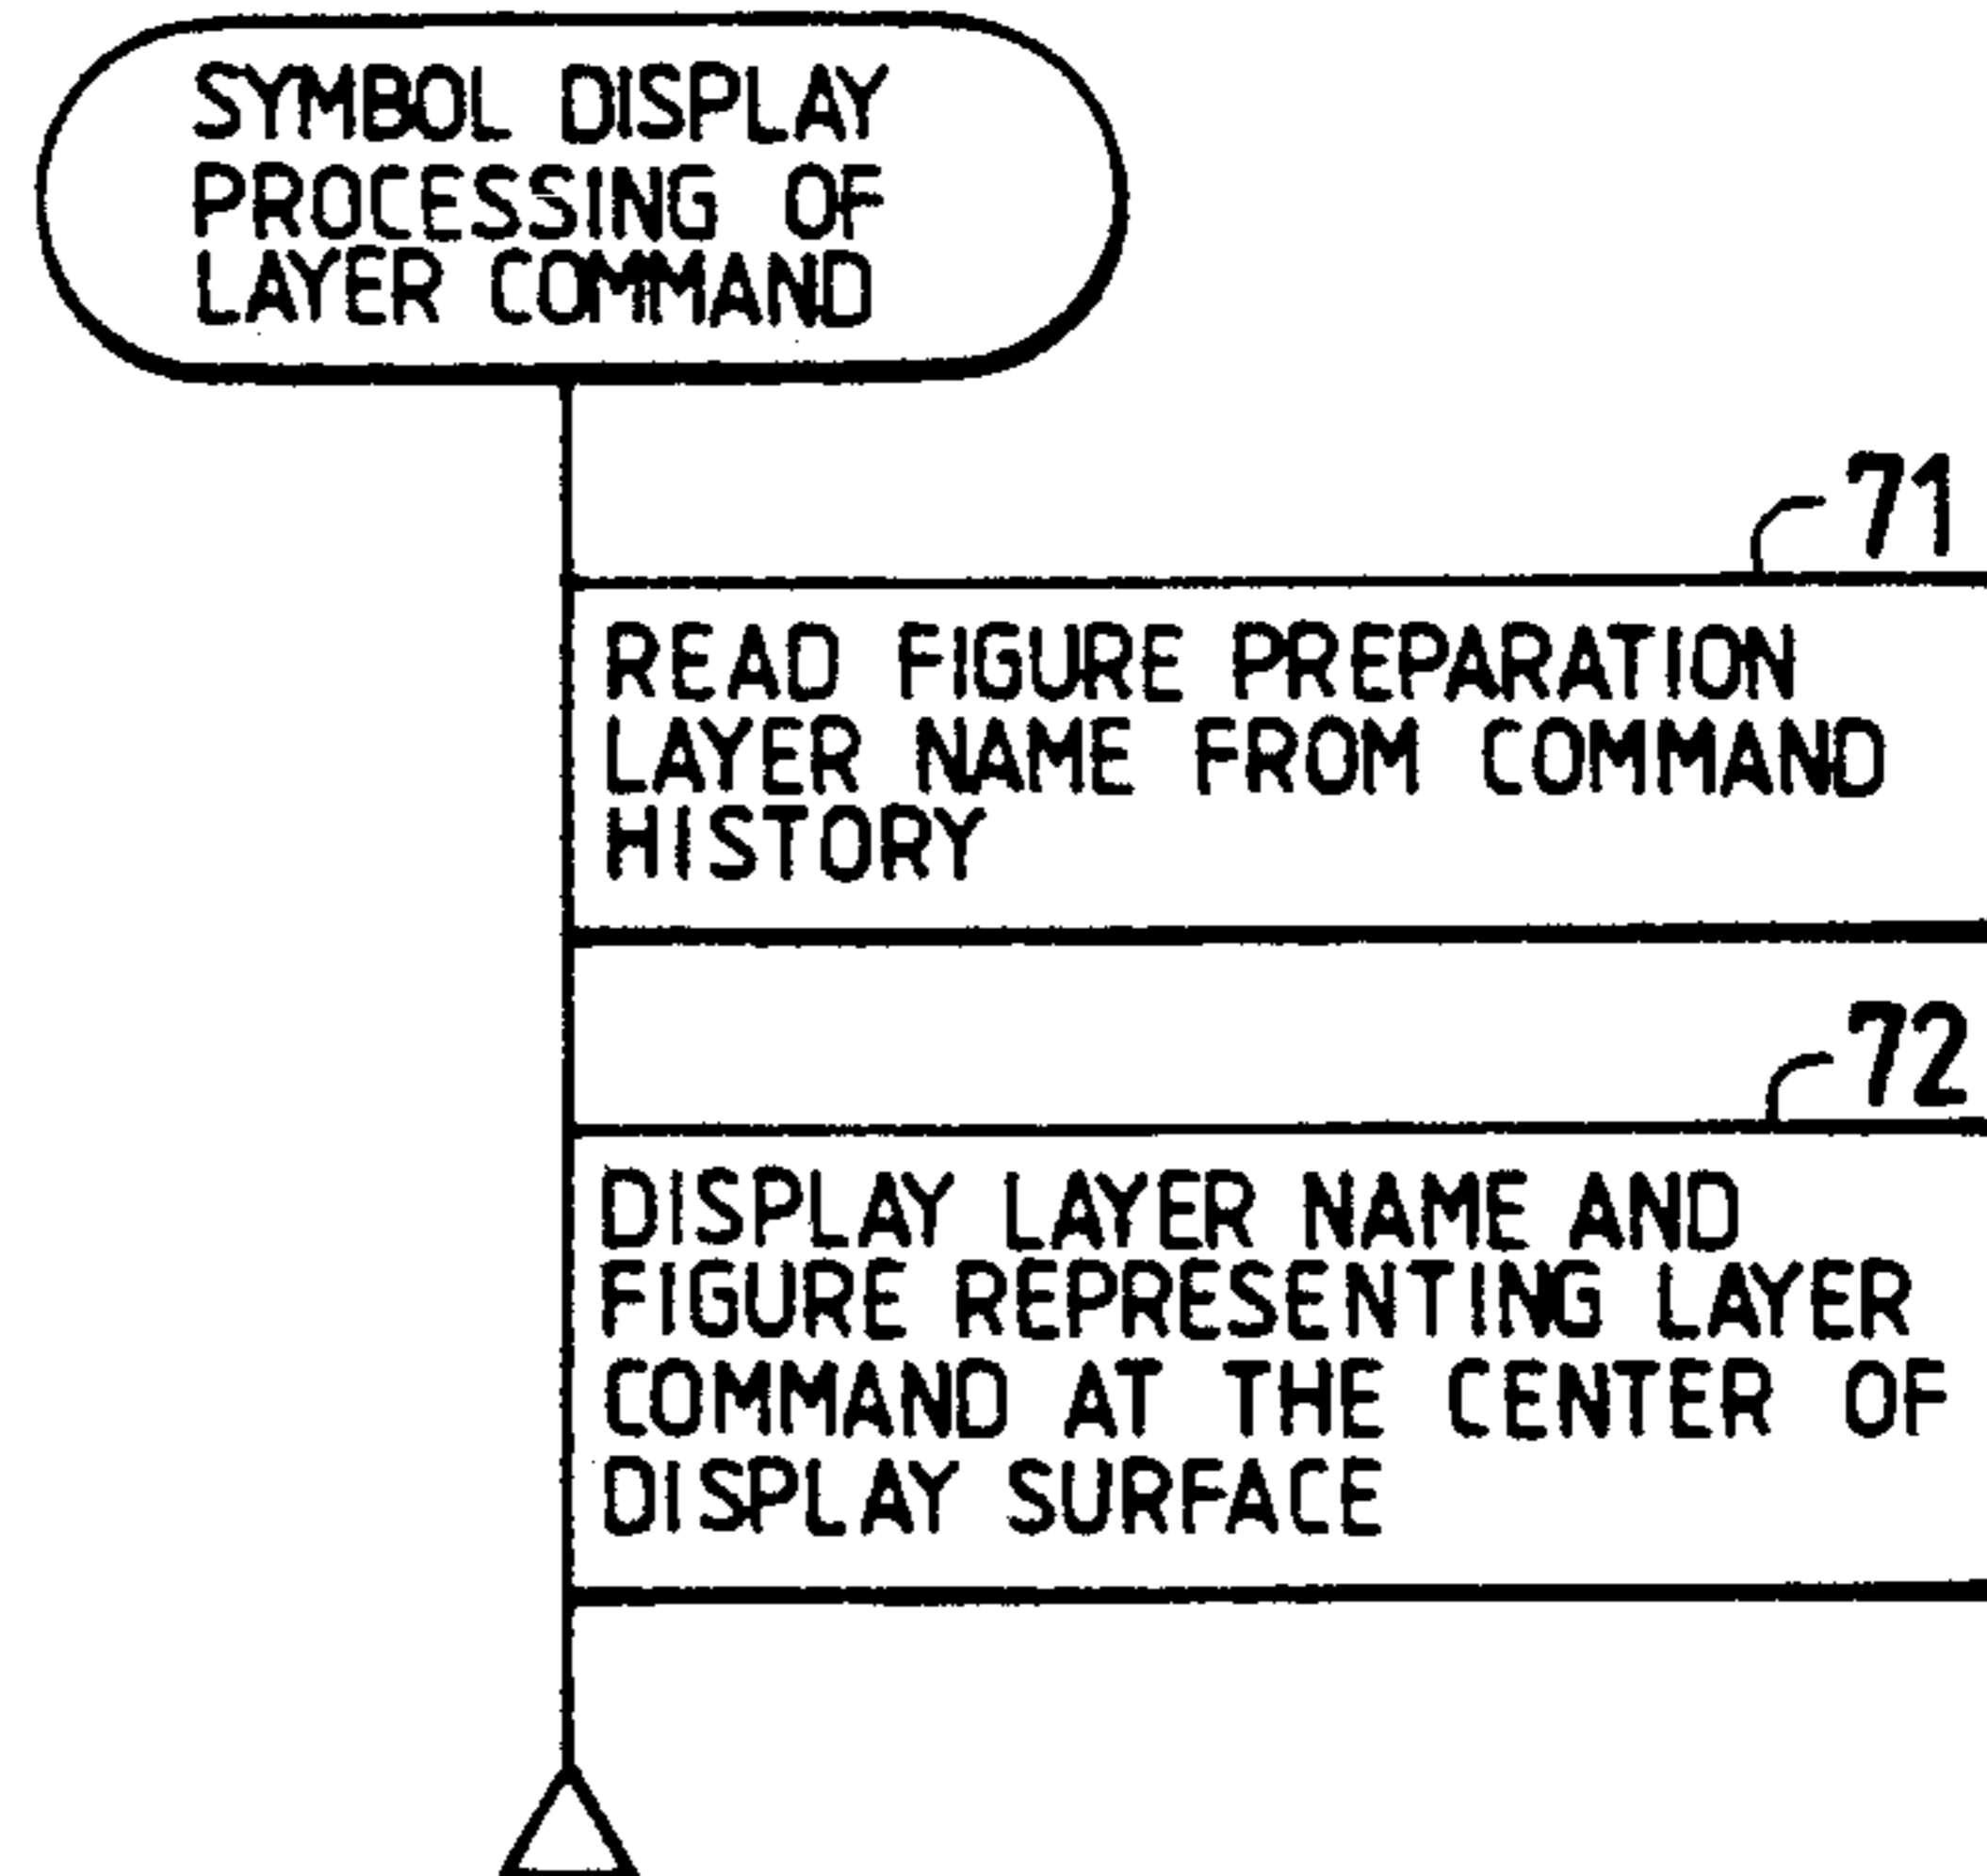 SYMBOL DISPLAY
PROCESSING OF
LAYER COMMAND
71
READ FIGURE PREPARATION
LAYER NAME FROM COMMAND
HISTORY
72
DISPLAY LAYER NAME AND
FIGURE REPRESENTING LAYER
COMMAND AT THE CENTER OF
DISPLAY SURFACE